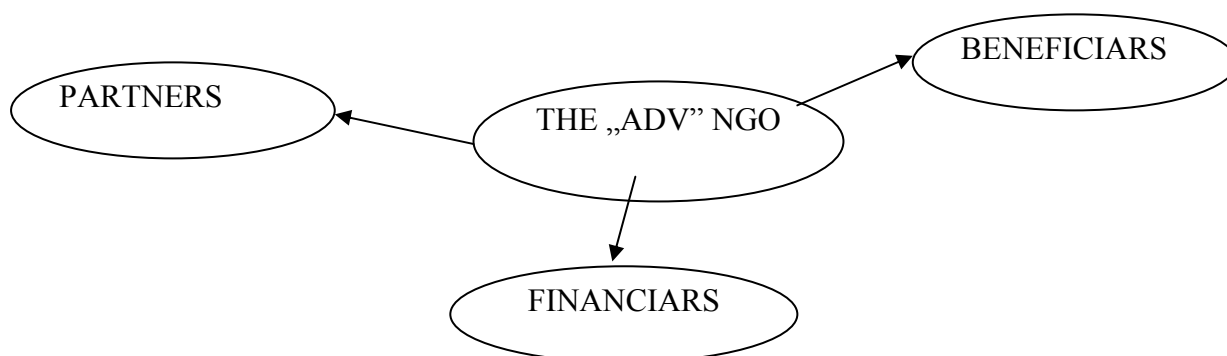 BENEFICIARS
PARTNERS
THE „ADV” NGO
FINANCIARS